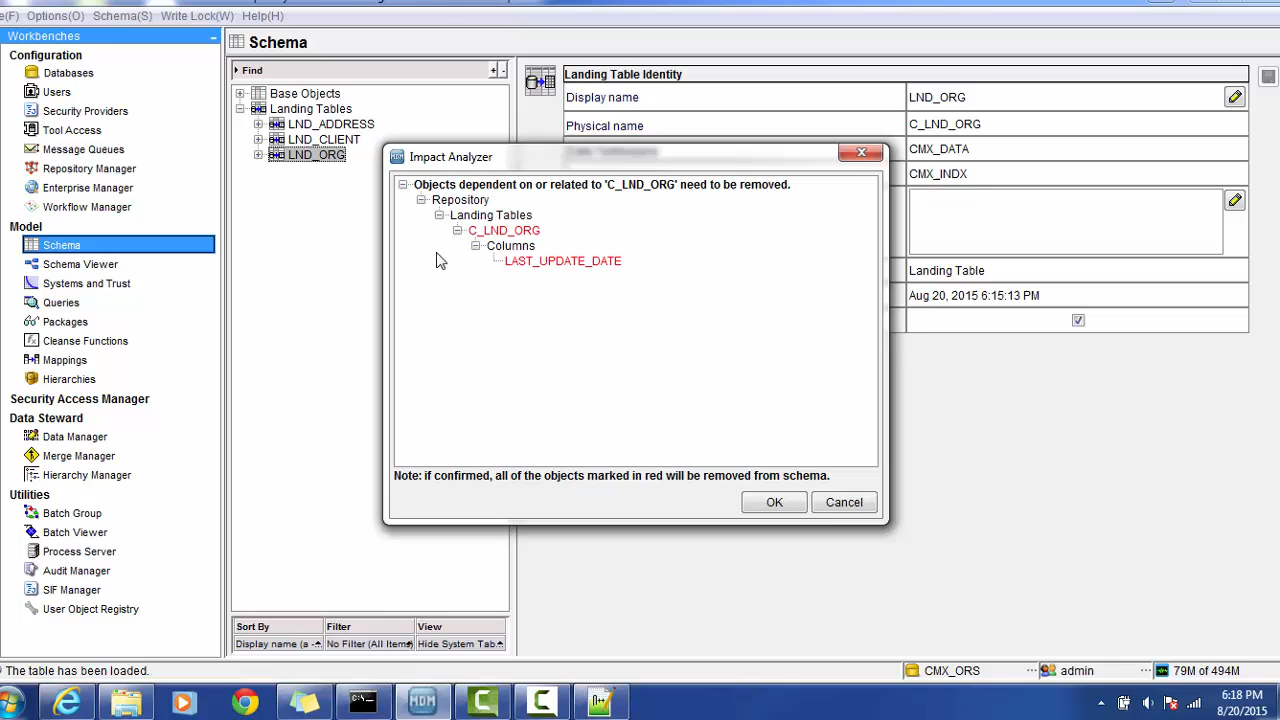 e(F) Options(O) Schema(S) Write Lock(W) Help(H)
Workbenches
Configuration
Databases
Users
Security Providers
Tool Access
Message Queues
Repository Manager
Enterprise Manager
Workflow Manager
Model
Schema
Schema Viewer
Systems and Trust
Queries
Packages
Cleanse Functions
Mappings
Hierarchies
Security Access Manager
Data Steward
Data Manager
Merge Manager
Hierarchy Manager
Utilities
Batch Group
Batch Viewer
Process Server
Audit Manager
SIF Manager
User Object Registry
Schema
Find
Base Objects
Landing Tables
LND_ADDRESS
LND_CLIENT
LND_ORG
Sort By Filter View
Display name (a - No Filter (All Items) Hide System Tab..
Landing Table Identity
Display name LND_ORG
Physical name C_LND_ORG
CMX_DATA
CMX_INDX
Landing Table
Aug 20, 2015 6:15:13 PM
Impact Analyzer
Objects dependent on or related to 'C_LND_ORG' need to be removed.
Repository
Landing Tables
C_LND_ORG
Columns
LAST_UPDATE_DATE
Note: if confirmed, all of the objects marked in red will be removed from schema.
OK Cancel
The table has been loaded.
CMX_ORS admin 79M of 494M
MDM
6:18 PM
8/20/2015